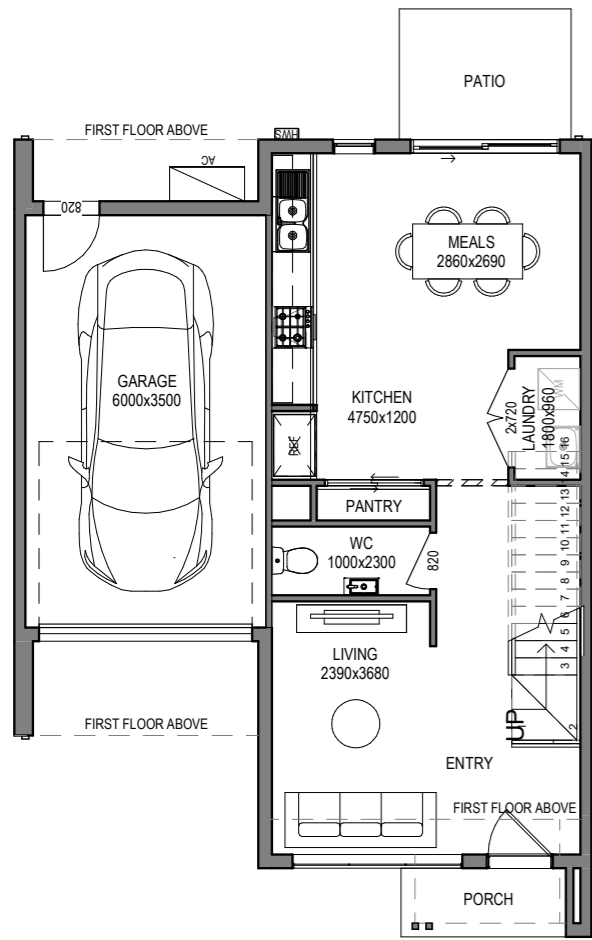 PATIO
FIRST FLOOR ABOVE
HWS
AC
820
MEALS
2860x2690
GARAGE
6000x3500
KITCHEN
4750x1200
2x720
LAUNDRY
1800x960
WM
REF
PANTRY
WC
1000x2300
820
16
15
14
13
12
11
10
9
8
7
6
5
4
3
2
UP
LIVING
2390x3680
FIRST FLOOR ABOVE
ENTRY
FIRST FLOOR ABOVE
PORCH